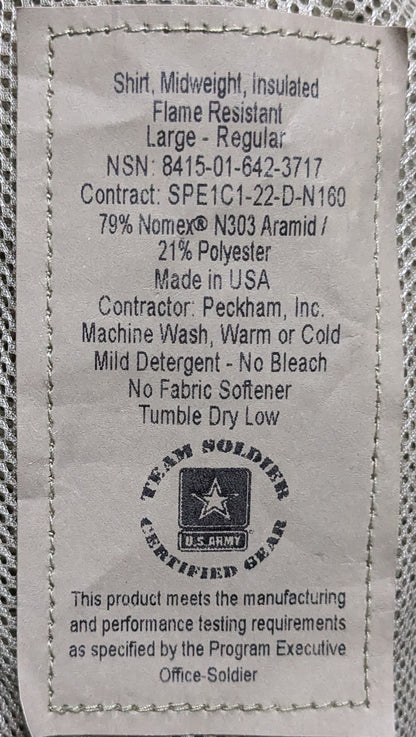 Shirt, Midweight, Insulated
Flame Resistant
Large - Regular
NSN: 8415-01-642-3717
Contract: SPE1C1-22-D-N160
79% Nomex® N303 Aramid /
21% Polyester
Made in USA
Contractor: Peckham, Inc.
Machine Wash, Warm or Cold
Mild Detergent - No Bleach
No Fabric Softener
Tumble Dry Low
TEAM SOLDIER
U.S. ARMY
CERTIFIED GEAR
This product meets the manufacturing
and performance testing requirements
as specified by the Program Executive
Office-Soldier